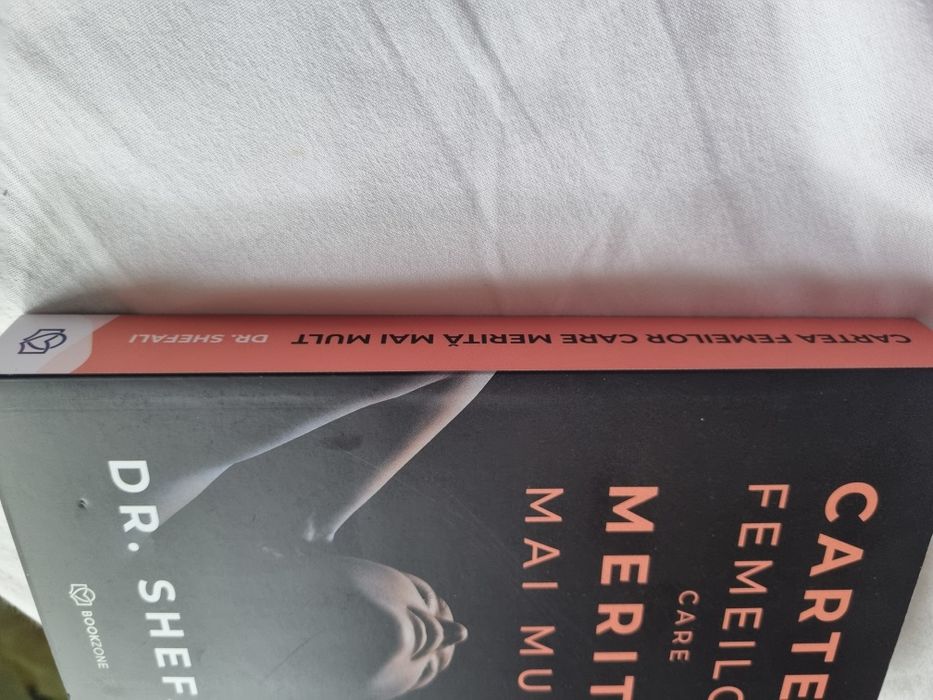 CARTEA FEMEILOR CARE MERITĂ MAI MULT DR. SHEFALI
CARTE
FEMEILO
CARE
MERIT
MAI MU
DR. SHEF
BOOKZONE